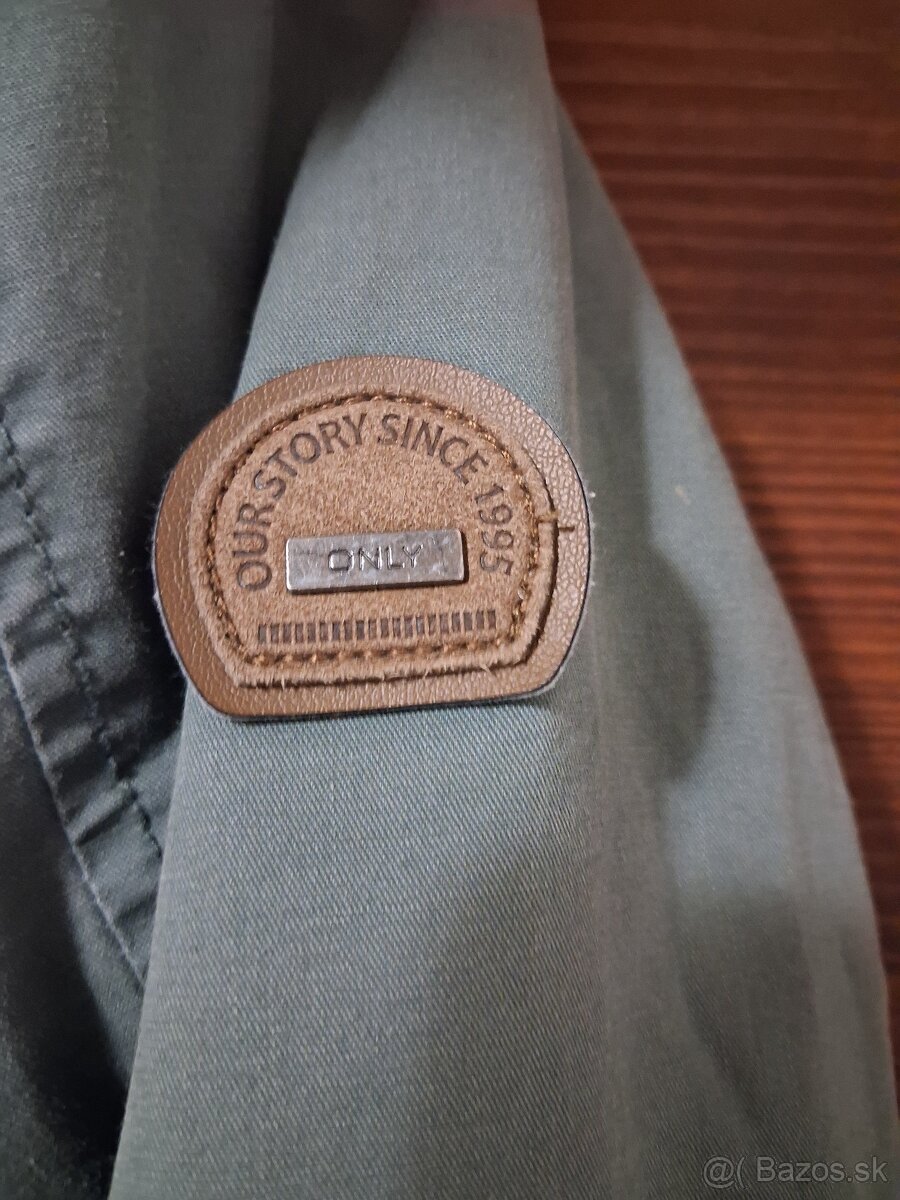 OUR STORY SINCE 1995
ONLY
@( Bazos.sk